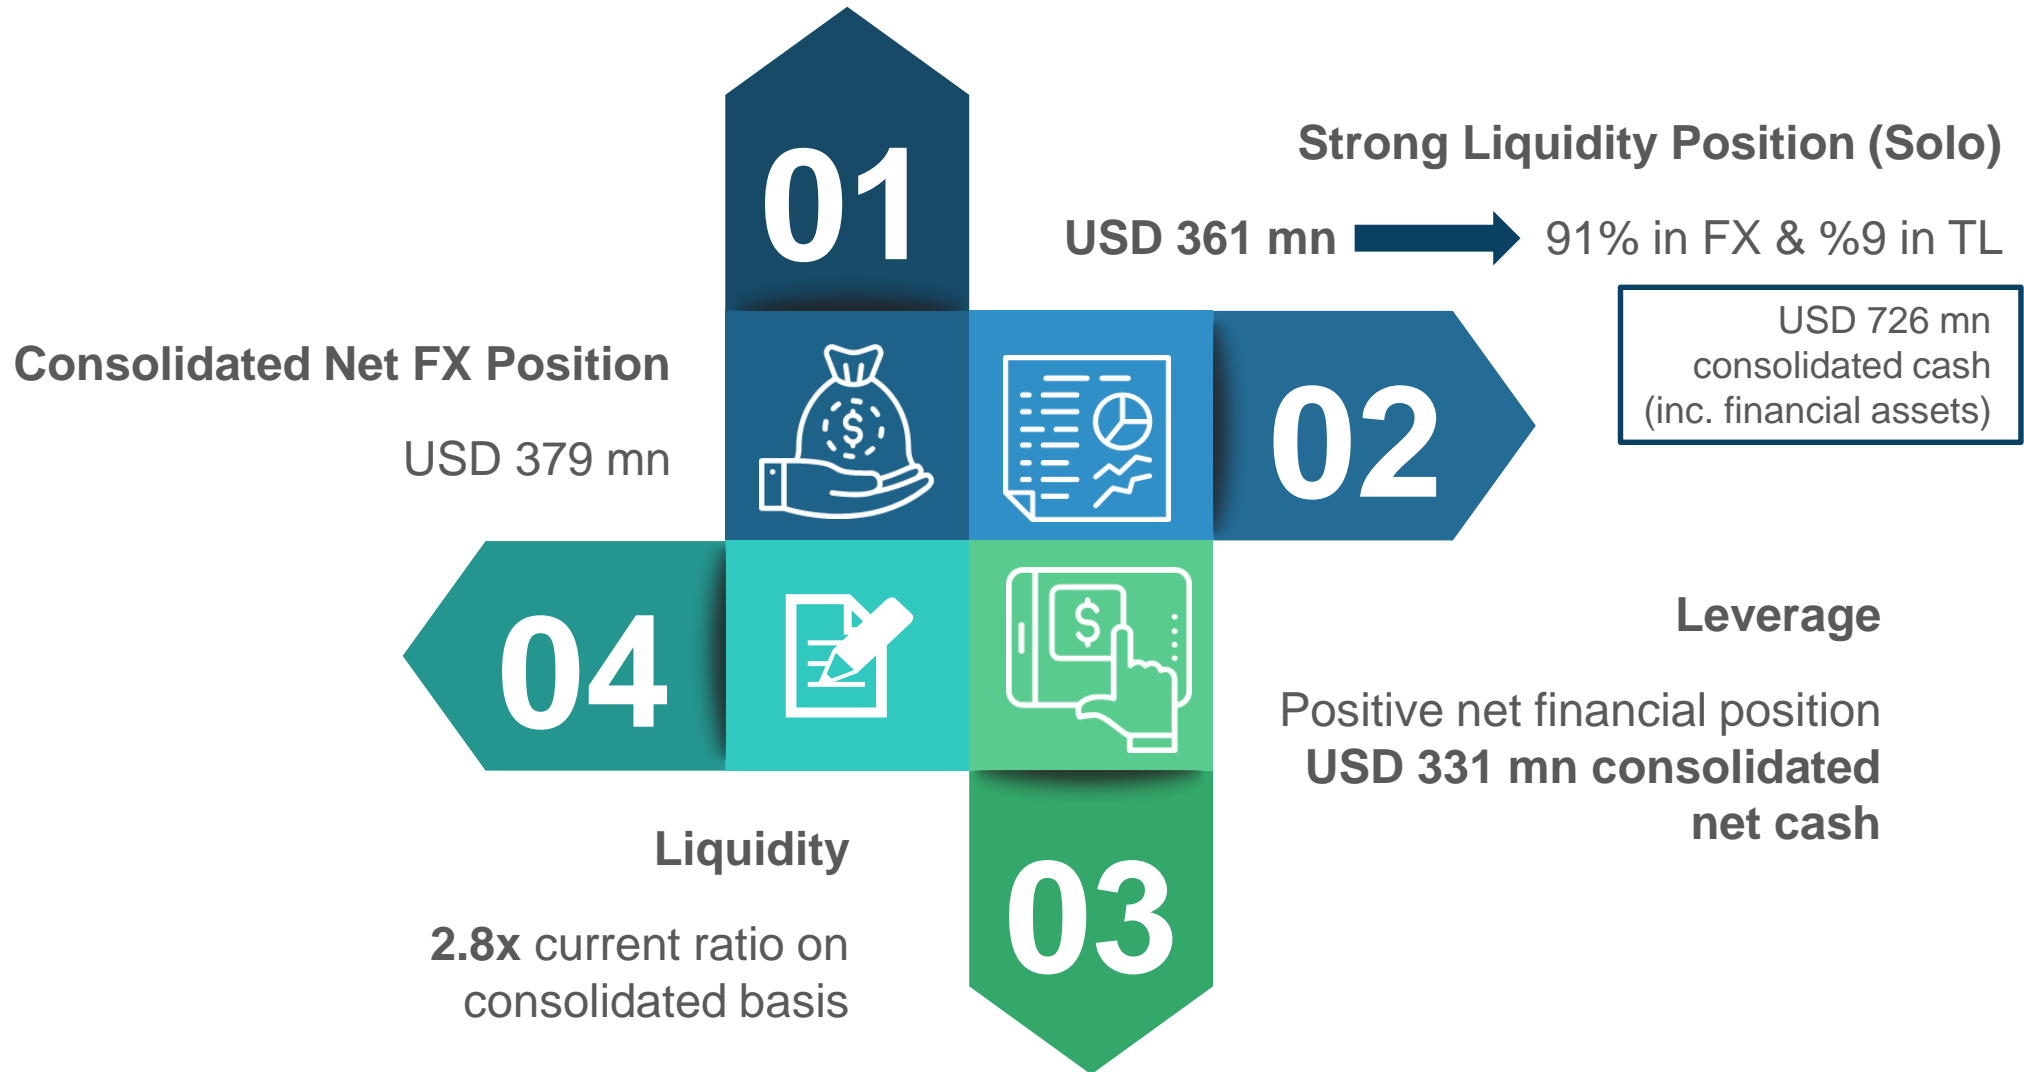 01
Consolidated Net FX Position
USD 379 mn
Strong Liquidity Position (Solo)
USD 361 mn 91% in FX & %9 in TL
USD 726 mn
consolidated cash
(inc. financial assets)
$
02
04
Liquidity
2.8x current ratio on
consolidated basis
$
03
Leverage
Positive net financial position
USD 331 mn consolidated
net cash